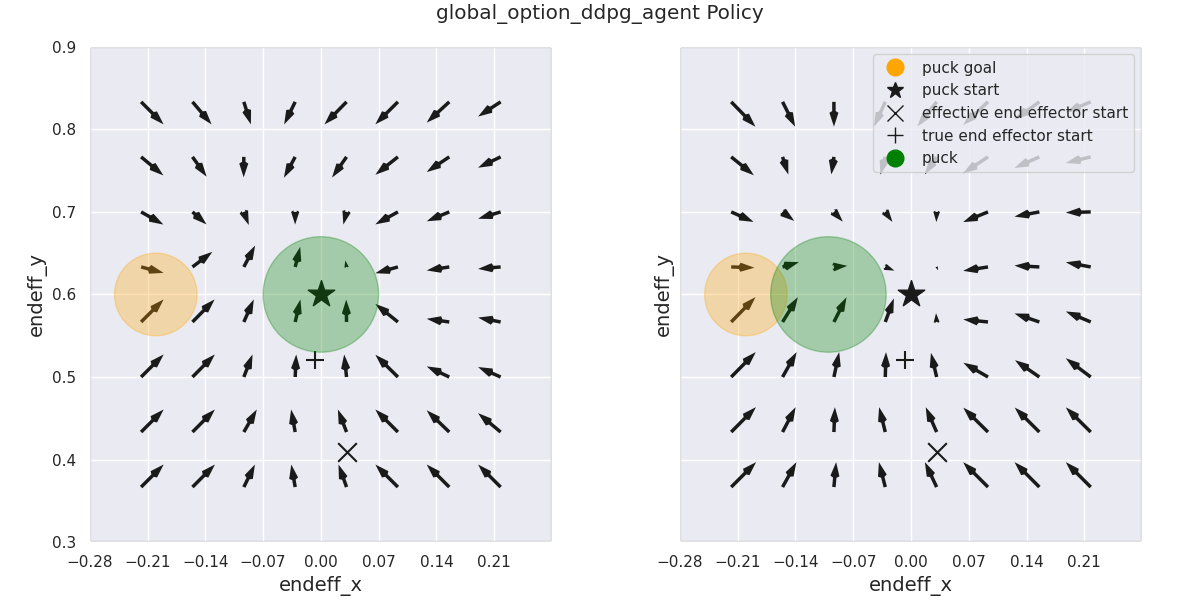 global_option_ddpg_agent Policy
0.9
0.8
0.7
0.6
0.5
0.4
0.3
endeff_y
−0.28 −0.21 −0.14 −0.07 0.00 0.07 0.14 0.21
endeff_x
puck goal
puck start
effective end effector start
true end effector start
puck
endeff_y
−0.28 −0.21 −0.14 −0.07 0.00 0.07 0.14 0.21
endeff_x